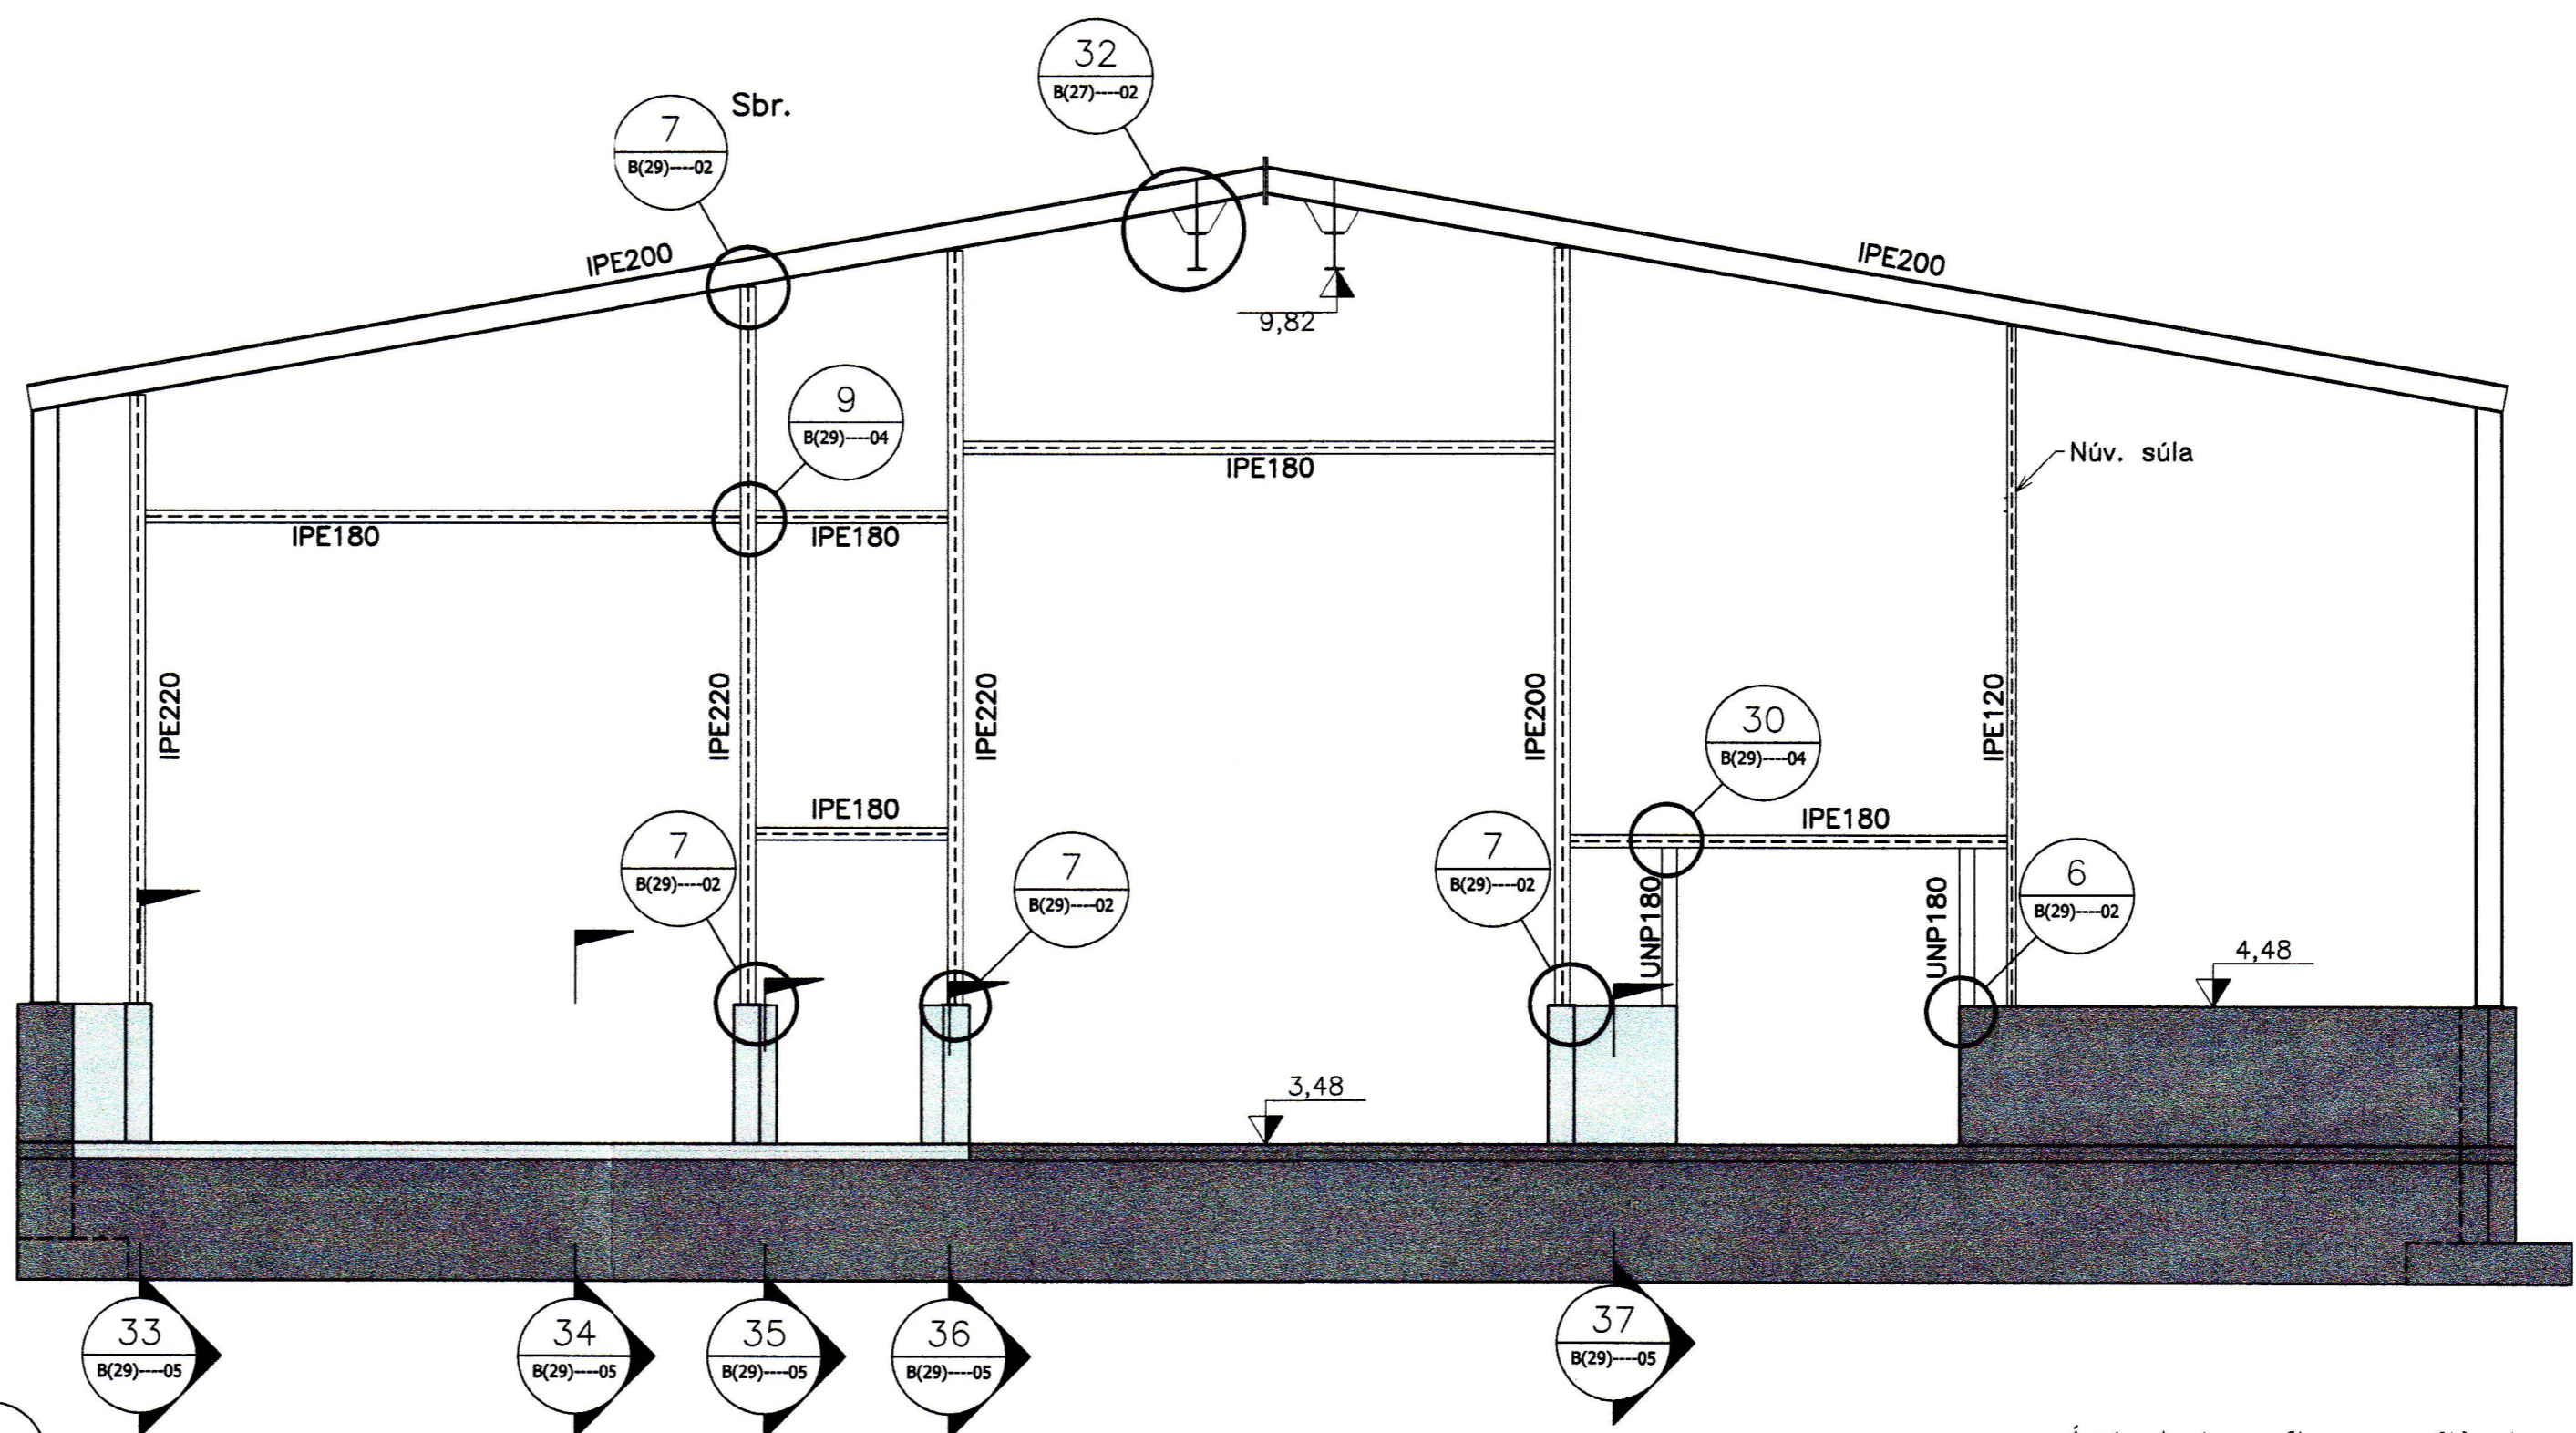 32
B(27)----02
Sbr.
7
B(29)----02
IPE200
IPE200
9,82
9
B(29)----04
Núv. súla
IPE180
IPE180
IPE180
IPE220
IPE220
IPE220
IPE200
IPE120
30
B(29)----04
IPE180
IPE180
7
B(29)----02
7
B(29)----02
7
B(29)----02
6
B(29)----02
UNP180
UNP180
4,48
3,48
33
B(29)----05
34
B(29)----05
35
B(29)----05
36
B(29)----05
37
B(29)----05